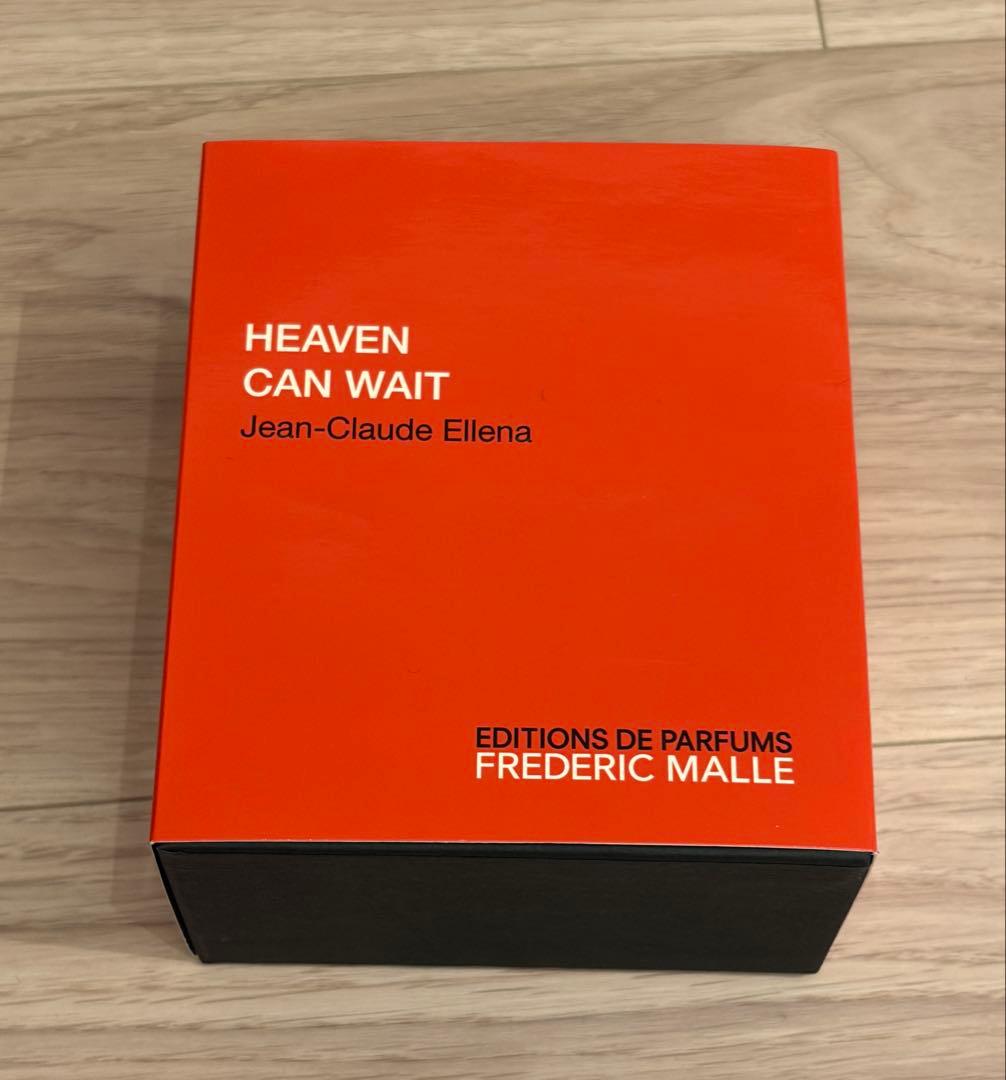 HEAVEN
CAN WAIT
Jean-Claude Ellena
EDITIONS DE PARFUMS
FREDERIC MALLE